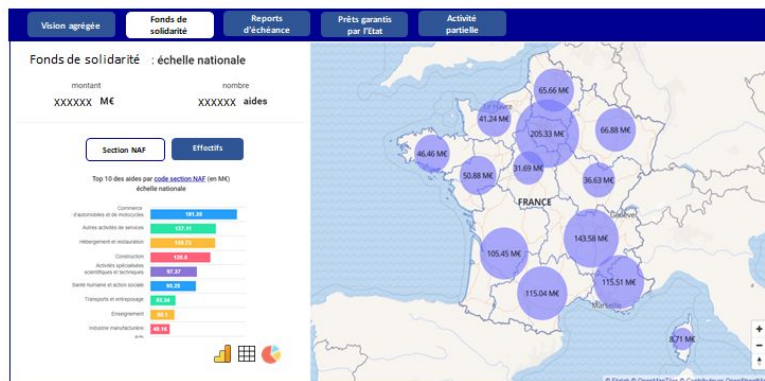 Vision agrégée
Fonds de
solidarité
Reports
d'échéance
Prêts garantis
par l'Etat
Activité
partielle
Fonds de solidarité : échelle nationale
montant
nombre
XXXXXX M€
XXXXXX aides
Section NAF
Effectifs
Top 10 des aides par code section NAF (en M€)
échelle nationale
Commerce
d'automobiles et de motocycles
Autres activités de services
137.11
Hébergement et restauration
Construction
Activités spécialisées
scientifiques et techniques
97.37
Santé humaine et action sociale
Transports et entreposage
Enseignement
Industrie manufacturière
65.66 M€
Le Havre
41.24 M€
205.33 M€
66.88 M€
46.46 M€
50.88 M€
31.69 M€
36.63 M€
FRANCE
Genève
143.58 M€
105.45 M€
115.04 M€
115.51 M€
Marseille
8.71 M€